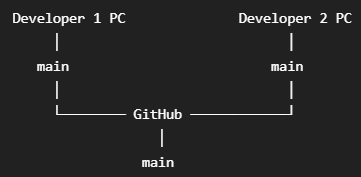 Developer 1 PC Developer 2 PC
main main
GitHub
main